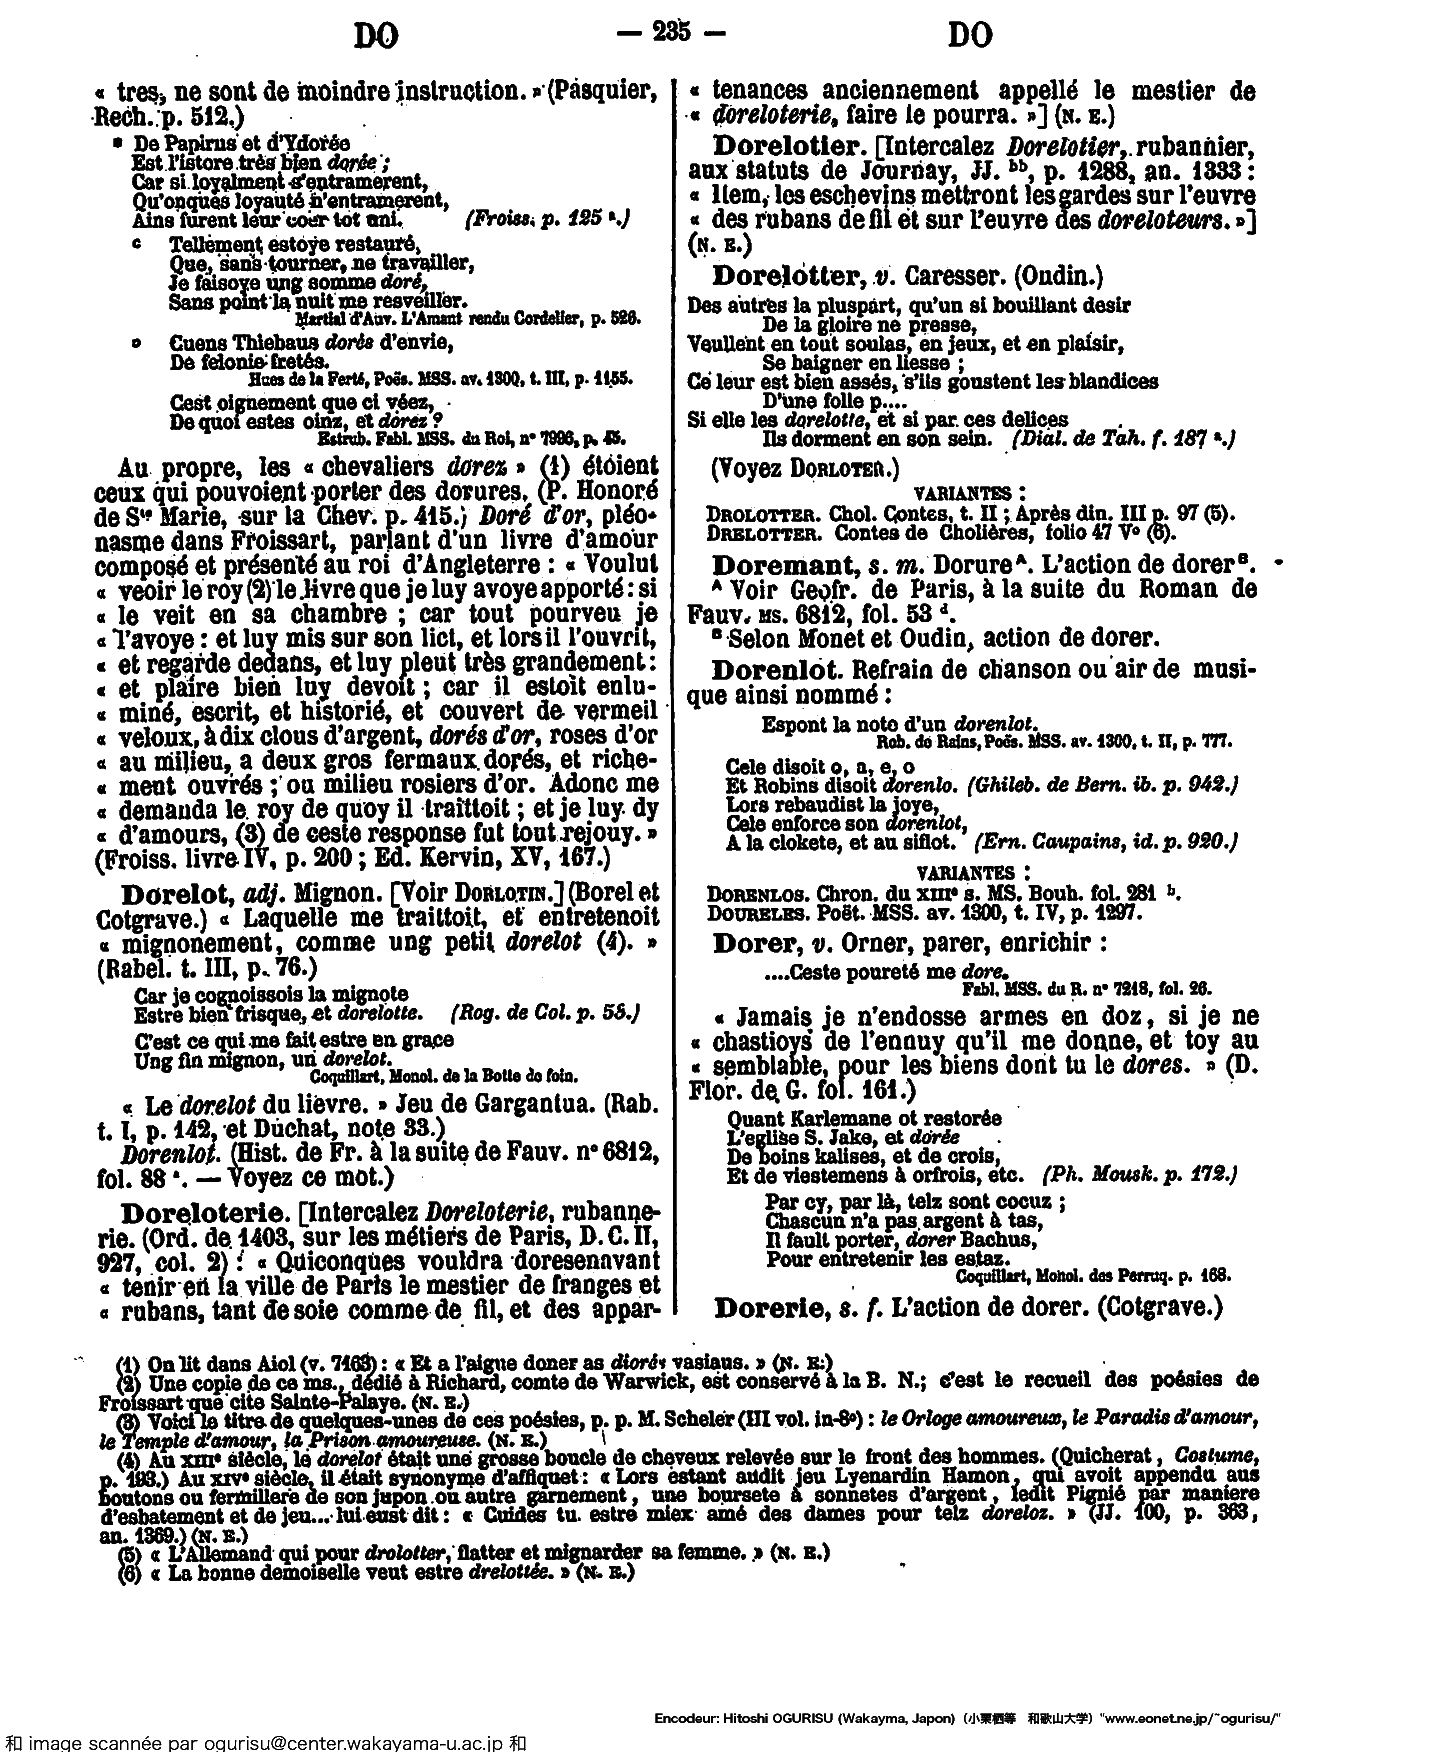 DO — 235 — DO
« tres, ne sont de moindre instruction. » (Pasquier,
Rech. p. 512.)
B De Papirus et d'Ydorée
Est l'istore très bien dorée ;
Car si loyalment s'entramerent,
Qu'onques loyauté n'entramerent,
Ains furent leur coer tot uni. (Froiss. p. 125 a.)
C Tellement estoye restauré,
Que, sans tourner, ne travailler,
Je faisoye ung somme doré,
Sans point la nuit me resveiller.
Martial d'Auv. L'Amant rendu Cordelier, p. 526.
D Cuens Thiebaus dorés d'envie,
De felonie fretés.
Hues de la Ferté, Poës. MSS. av. 1300, t. III, p. 1155.
Cest oignement que ci véez,
De quoi estes oinz, et dorez ?
Estrub. Fabl. MSS. du Roi, n° 7996, p. 45.
Au propre, les « chevaliers dorez » (1) étoient
ceux qui pouvoient porter des dorures. (P. Honoré
de Ste Marie, sur la Chev. p. 415.) Doré d'or, pléo-
nasme dans Froissart, parlant d'un livre d'amour
composé et présenté au roi d'Angleterre : « Voulut
« veoir le roy (2) le livre que je luy avoye apporté : si
« le veit en sa chambre ; car tout pourveu je
« l'avoye : et luy mis sur son lict, et lors il l'ouvrit,
« et regarde dedans, et luy pleut très grandement :
« et plaire bien luy devoit ; car il estoit enlu-
« miné, escrit, et historié, et couvert de vermeil
« veloux, à dix clous d'argent, dorés d'or, roses d'or
« au milieu, a deux gros fermaux dorés, et riche-
« ment ouvrés ; ou milieu rosiers d'or. Adonc me
« demanda le roy de quoy il traittoit ; et je luy dy
« d'amours, (3) de ceste response fut tout rejouy. »
(Froiss. livre IV, p. 200 ; Ed. Kervin, XV, 167.)
Dorelot, adj. Mignon. [Voir DORLOTIN.] (Borel et
Cotgrave.) « Laquelle me traittoit, et entretenoit
« mignonement, comme ung petit dorelot (4). »
(Rabel. t. III, p. 76.)
Car je cognoissois la mignote
Estre bien frisque, et dorelotte. (Rog. de Col. p. 55.)
C'est ce qui me fait estre en grace
Ung fin mignon, un dorelot.
Coquillart, Monol. de la Botte de foin.
« Le dorelot du lièvre. » Jeu de Gargantua. (Rab.
t. I, p. 142, et Duchat, note 33.)
Dorenlot. (Hist. de Fr. à la suite de Fauv. n° 6812,
fol. 88 a. — Voyez ce mot.)
Doreloterie. [Intercalez Doreloterie, rubanne-
rie. (Ord. de 1403, sur les métiers de Paris, D. C. II,
927, col. 2) : « Quiconques vouldra doresenavant
« tenir en la ville de Paris le mestier de franges et
« rubans, tant de soie comme de fil, et des appar-
« tenances anciennement appellé le mestier de
« doreloterie, faire le pourra. »] (N. E.)
Dorelotier. [Intercalez Dorelotier, rubannier,
aux statuts de Journay, JJ. bb, p. 1288, an. 1333 :
« Item, les eschevins mettront les gardes sur l'euvre
« des rubans de fil et sur l'euvre des doreloteurs. »]
(N. E.)
Dorelotter, v. Caresser. (Oudin.)
Des autres la pluspart, qu'un si bouillant desir
De la gloire ne presse,
Veullent en tout soulas, en jeux, et en plaisir,
Se baigner en liesse ;
Ce leur est bien assés, s'ils goustent les blandices
D'une folle p....
Si elle les dorelotte, et si par ces delices
Ils dorment en son sein. (Dial. de Tah. f. 187 a.)
(Voyez DORLOTER.)
VARIANTES :
DROLOTTER. Chol. Contes, t. II ; Après din. III p. 97 (5).
DRELOTTER. Contes de Cholières, folio 47 Vo (6).
Doremant, s. m. Dorure A. L'action de dorer B.
A Voir Geofr. de Paris, à la suite du Roman de
Fauv. MS. 6812, fol. 53 d.
B Selon Monet et Oudin, action de dorer.
Dorenlot. Refrain de chanson ou air de musi-
que ainsi nommé :
Espont la note d'un dorenlot.
Rob. de Rains, Poës. MSS. av. 1300, t. II, p. 777.
Cele disoit o, a, e, o
Et Robins disoit dorenlo. (Ghileb. de Bern. ib. p. 942.)
Lors rebaudist la joye,
Cele enforce son dorenlot,
A la clokete, et au siflot. (Ern. Caupains, id. p. 920.)
VARIANTES :
DORENLOS. Chron. du XIIIe s. MS. Bouh. fol. 281 b.
DOURELES. Poët. MSS. av. 1300, t. IV, p. 1297.
Dorer, v. Orner, parer, enrichir :
....Ceste poureté me dore.
Fabl. MSS. du R. n° 7218, fol. 26.
« Jamais je n'endosse armes en doz, si je ne
« chastioys de l'ennuy qu'il me donne, et toy au
« semblable, pour les biens dont tu le dores. » (D.
Flor. de G. fol. 161.)
Quant Karlemane ot restorée
L'eglise S. Jake, et dorée
De boins kalises, et de crois,
Et de viestemens à orfrois, etc. (Ph. Mousk. p. 172.)
Par cy, par là, telz sont cocuz ;
Chascun n'a pas argent à tas,
Il fault porter, dorer Bachus,
Pour entretenir les estaz.
Coquillart, Monol. des Perruq. p. 168.
Dorerie, s. f. L'action de dorer. (Cotgrave.)
(1) On lit dans Aiol (v. 7163) : « Et a l'aigue doner as diorés vasiaus. » (N. E.)
(2) Une copie de ce ms., dédié à Richard, comte de Warwick, est conservé à la B. N.; c'est le recueil des poésies de
Froissart que cite Sainte-Palaye. (N. E.)
(3) Voici le titre de quelques-unes de ces poésies, p. p. M. Scheler (III vol. in-8o) : le Orloge amoureux, le Paradis d'amour,
le Temple d'amour, la Prison amoureuse. (N. E.)
(4) Au XIIIe siècle, le dorelot était une grosse boucle de cheveux relevée sur le front des hommes. (Quicherat, Costume,
p. 193.) Au XIVe siècle, il était synonyme d'affiquet : « Lors estant audit jeu Lyenardin Hamon, qui avoit appendu aus
boutons ou fermillere de son jupon ou autre garnement, une boursete à sonnetes d'argent, ledit Pignié par maniere
d'esbatement et de jeu... lui eust dit : « Cuides tu estre miex amé des dames pour telz doreloz. » (JJ. 100, p. 363,
an. 1369.) (N. E.)
(5) « L'Allemand qui pour drolotter, flatter et mignarder sa femme. » (N. E.)
(6) « La bonne demoiselle veut estre drelottée. » (N. E.)
Encodeur: Hitoshi OGURISU (Wakayma, Japon) (小栗栖等 和歌山大学) "www.eonet.ne.jp/~ogurisu/"
和 image scannée par ogurisu@center.wakayama-u.ac.jp 和